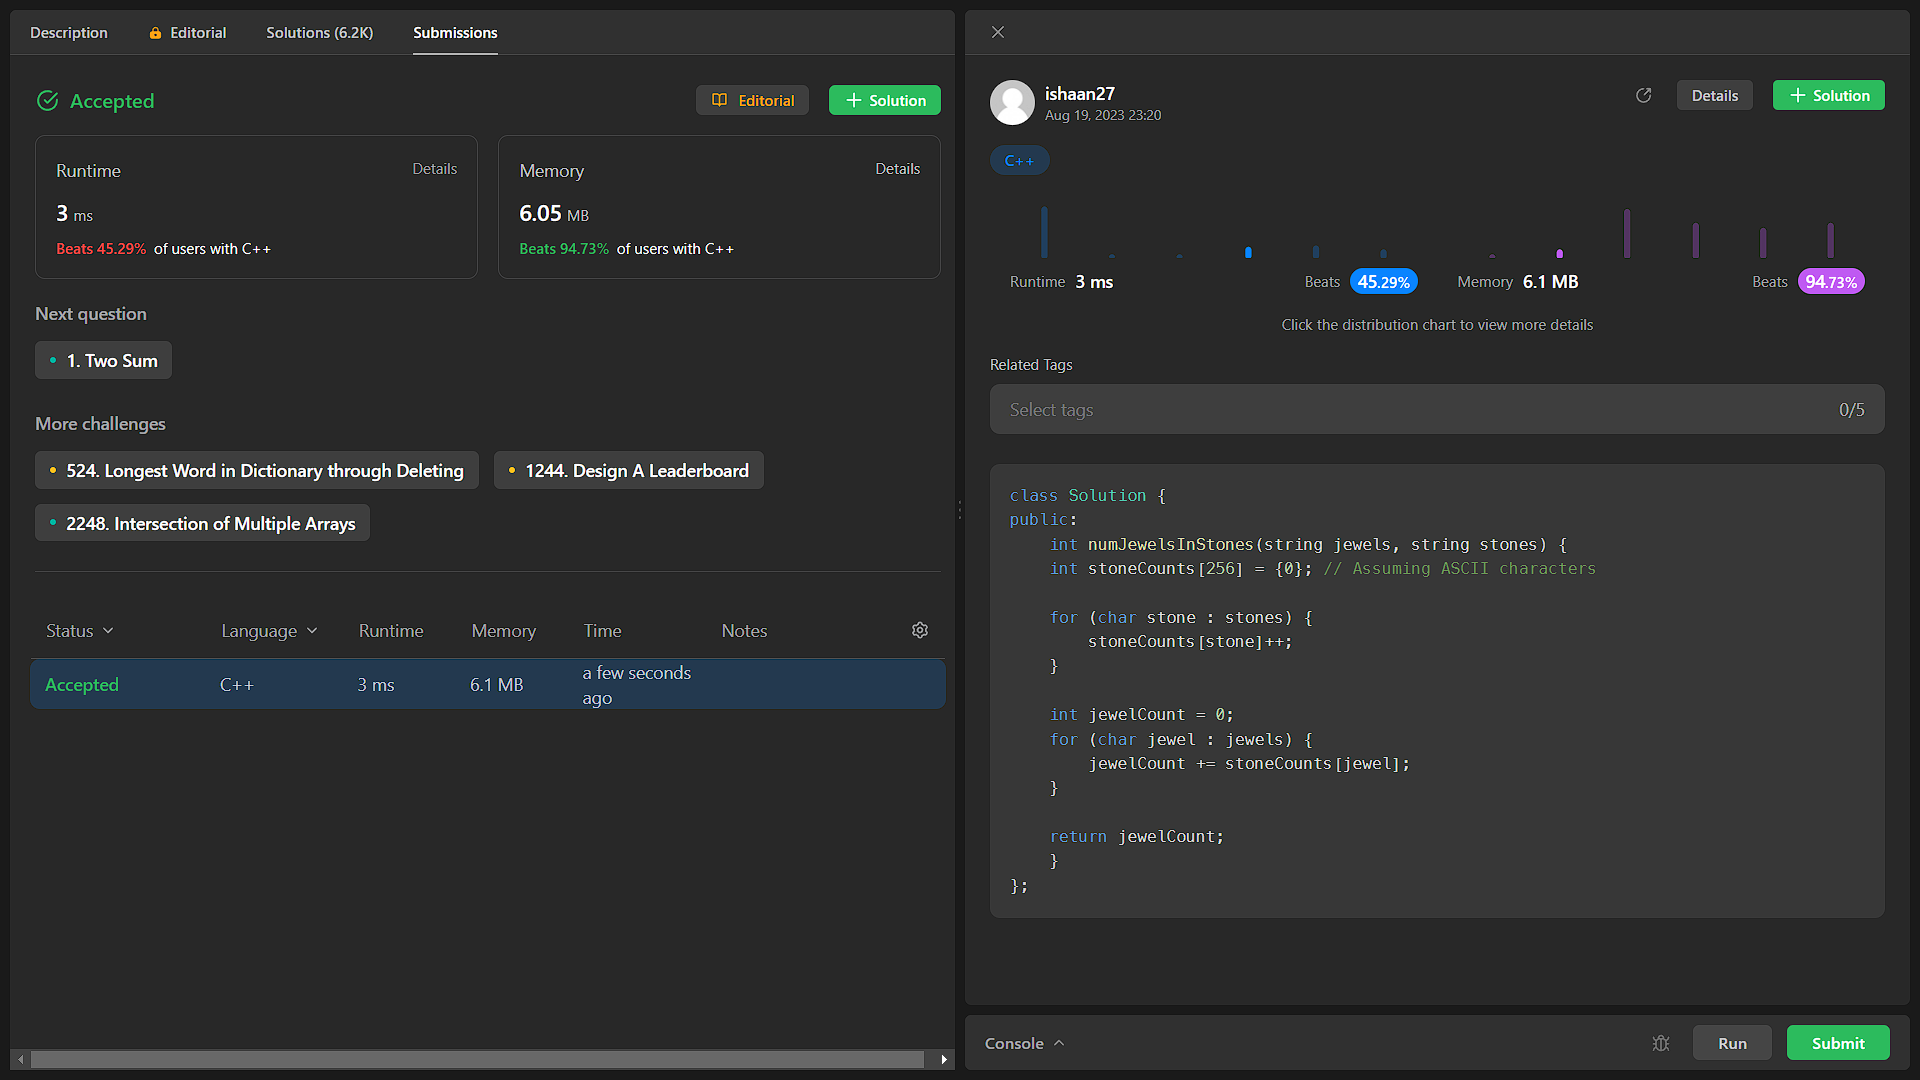 Description Editorial Solutions (6.2K) Submissions
Accepted Editorial Solution
Runtime Details
3 ms
Beats 45.29% of users with C++
Memory Details
6.05 MB
Beats 94.73% of users with C++
Next question
1. Two Sum
More challenges
524. Longest Word in Dictionary through Deleting 1244. Design A Leaderboard
2248. Intersection of Multiple Arrays
Status Language Runtime Memory Time Notes
Accepted C++ 3 ms 6.1 MB a few seconds
ago
ishaan27
Aug 19, 2023 23:20
Details Solution
C++
Runtime 3 ms Beats 45.29% Memory 6.1 MB Beats 94.73%
Click the distribution chart to view more details
Related Tags
Select tags 0/5
class Solution {
public:
    int numJewelsInStones(string jewels, string stones) {
    int stoneCounts[256] = {0}; // Assuming ASCII characters
    for (char stone : stones) {
        stoneCounts[stone]++;
    }
    int jewelCount = 0;
    for (char jewel : jewels) {
        jewelCount += stoneCounts[jewel];
    }
    return jewelCount;
    }
};
Console Run Submit